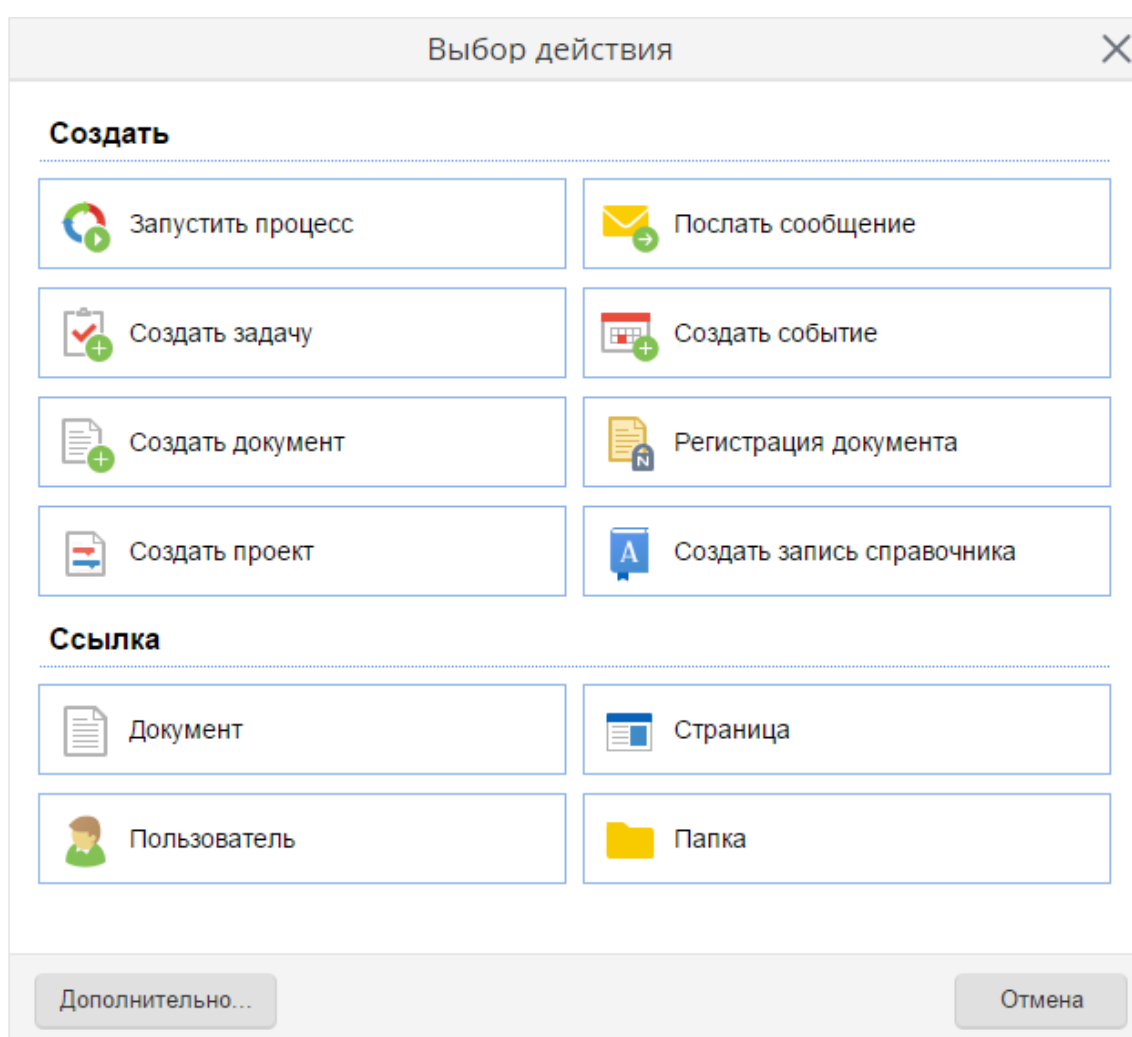 Выбор действия
Создать
Запустить процесс
Послать сообщение
Создать задачу
Создать событие
Создать документ
Регистрация документа
N
Создать проект
A
Создать запись справочника
Ссылка
Документ
Страница
Пользователь
Папка
Дополнительно...
Отмена